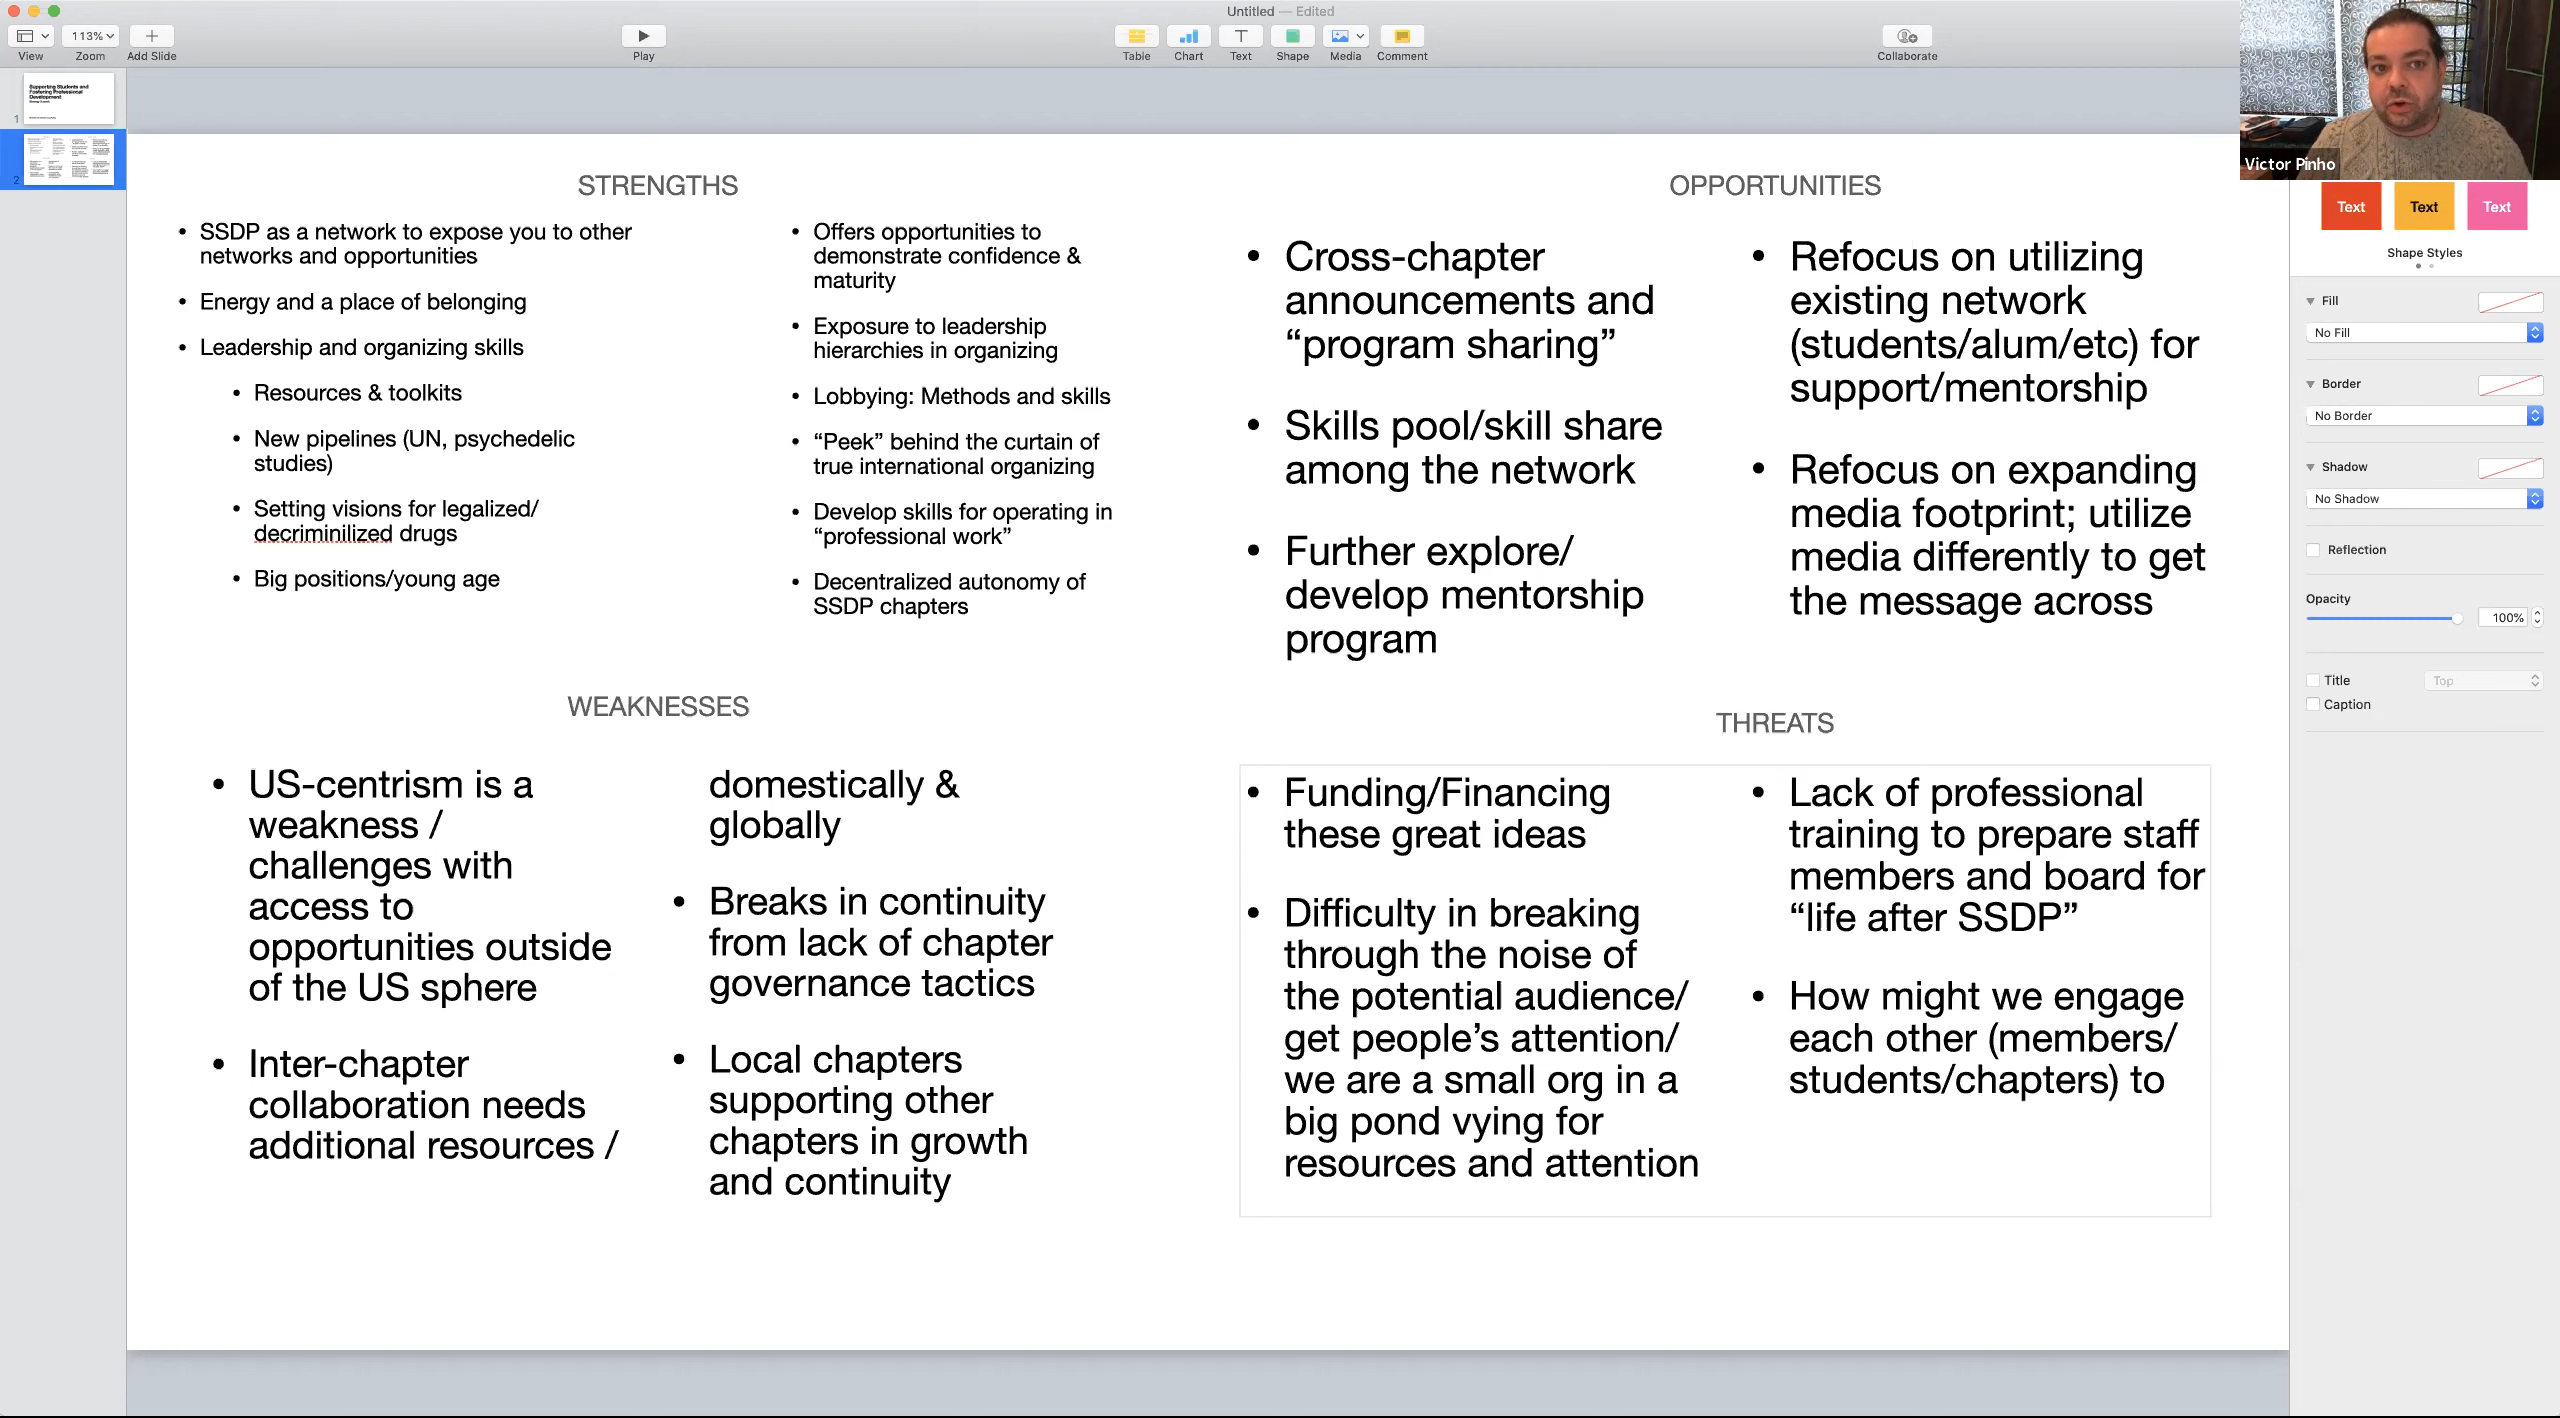 Untitled — Edited
113%
View
Zoom
Add Slide
Play
Table
Chart
Text
Shape
Media
Comment
Collaborate
1
Supporting Students and
Fostering Professional
Development
2
STRENGTHS
• SSDP as a network to expose you to other
networks and opportunities
• Energy and a place of belonging
• Leadership and organizing skills
• Resources & toolkits
• New pipelines (UN, psychedelic
studies)
• Setting visions for legalized/
decriminilized drugs
• Big positions/young age
• Offers opportunities to
demonstrate confidence &
maturity
• Exposure to leadership
hierarchies in organizing
• Lobbying: Methods and skills
• “Peek” behind the curtain of
true international organizing
• Develop skills for operating in
“professional work”
• Decentralized autonomy of
SSDP chapters
OPPORTUNITIES
• Cross-chapter
announcements and
“program sharing”
• Skills pool/skill share
among the network
• Further explore/
develop mentorship
program
• Refocus on utilizing
existing network
(students/alum/etc) for
support/mentorship
• Refocus on expanding
media footprint; utilize
media differently to get
the message across
WEAKNESSES
• US-centrism is a
weakness /
challenges with
access to
opportunities outside
of the US sphere
• Inter-chapter
collaboration needs
additional resources /
domestically &
globally
• Breaks in continuity
from lack of chapter
governance tactics
• Local chapters
supporting other
chapters in growth
and continuity
THREATS
• Funding/Financing
these great ideas
• Difficulty in breaking
through the noise of
the potential audience/
get people’s attention/
we are a small org in a
big pond vying for
resources and attention
• Lack of professional
training to prepare staff
members and board for
“life after SSDP”
• How might we engage
each other (members/
students/chapters) to
Victor Pinho
Text
Text
Text
Shape Styles
Fill
No Fill
Border
No Border
Shadow
No Shadow
Reflection
Opacity
100%
Title
Top
Caption